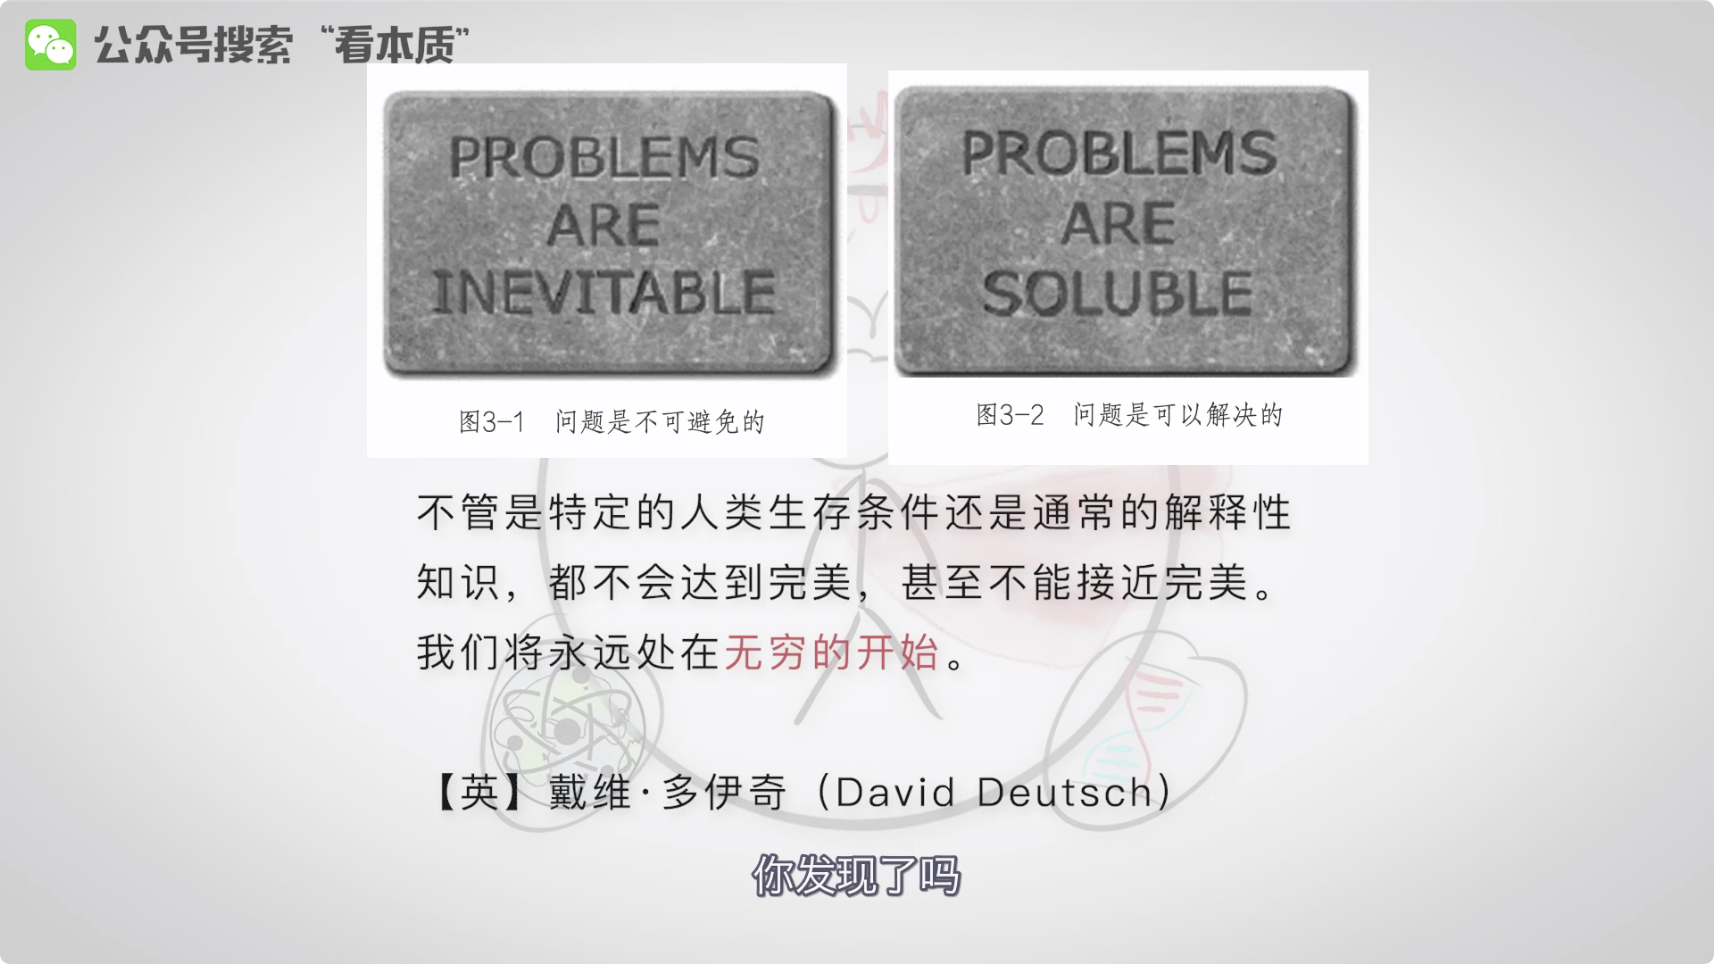 公众号搜索 “看本质”
PROBLEMS
ARE
INEVITABLE
图3-1 问题是不可避免的
PROBLEMS
ARE
SOLUBLE
图3-2 问题是可以解决的
不管是特定的人类生存条件还是通常的解释性
知识，都不会达到完美，甚至不能接近完美。
我们将永远处在无穷的开始。
【英】戴维·多伊奇（David Deutsch）
你发现了吗